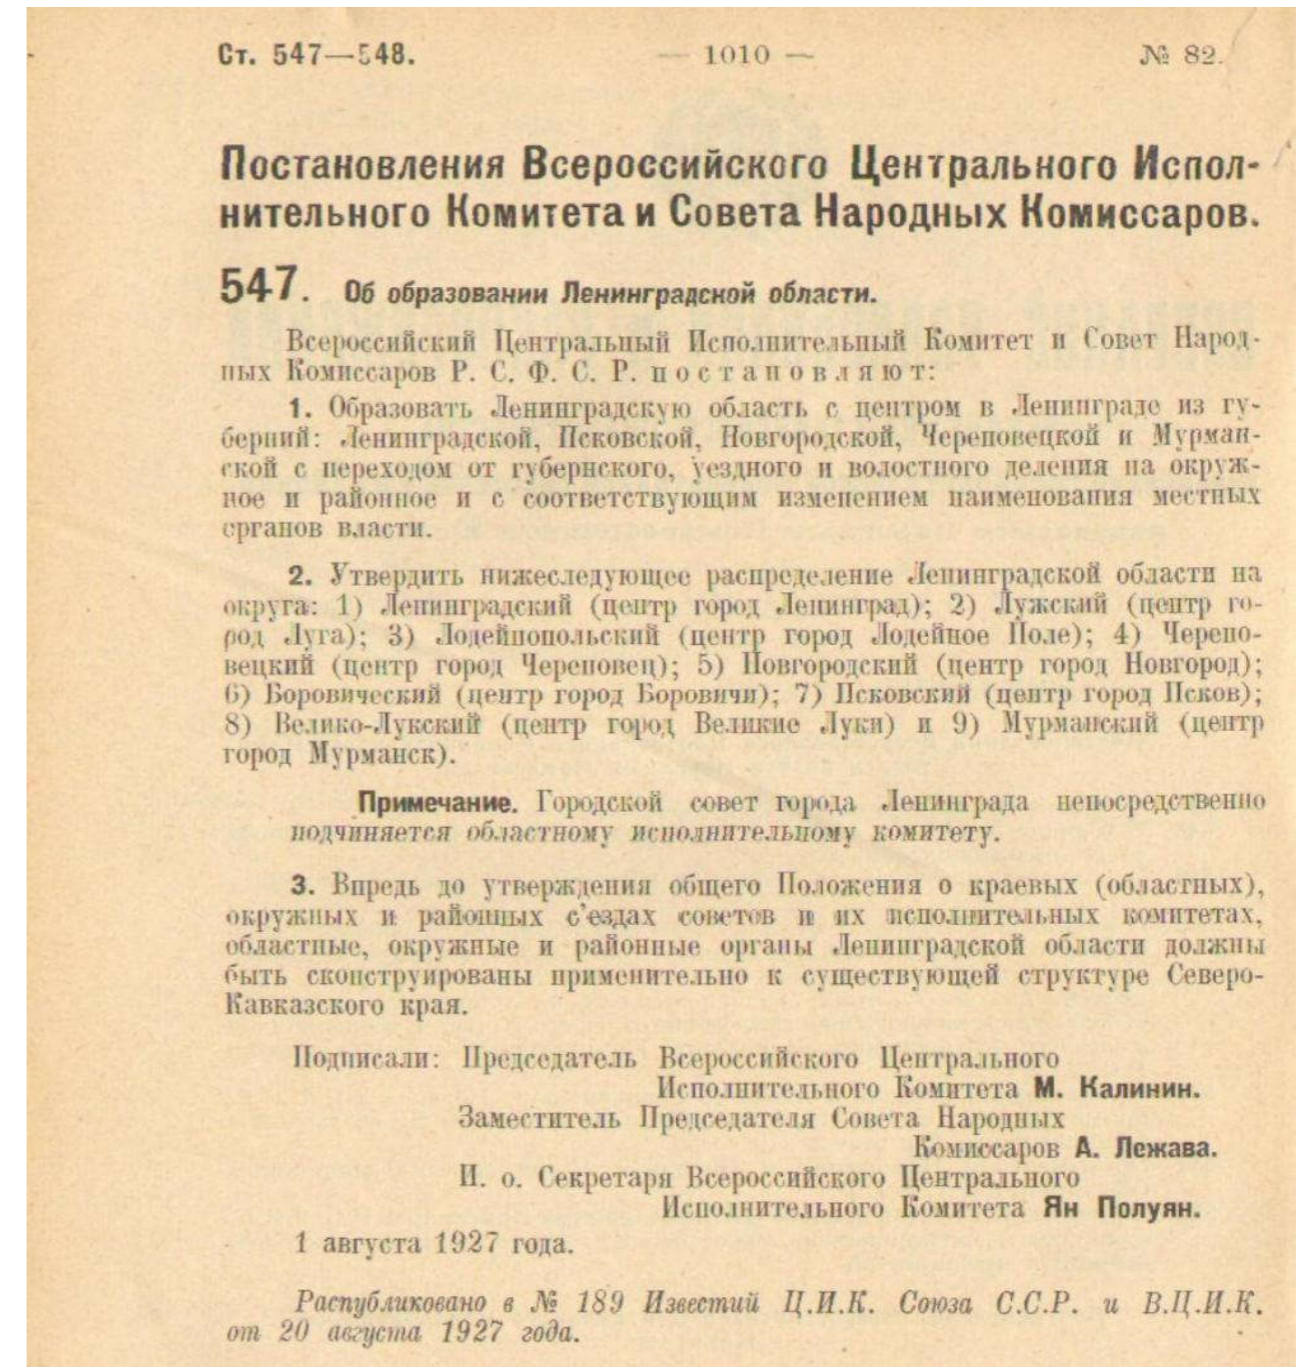 Ст. 547—548. — 1010 — № 82.
Постановления Всероссийского Центрального Испол-
нительного Комитета и Совета Народных Комиссаров.
547. Об образовании Ленинградской области.
Всероссийский Центральный Исполнительный Комитет и Совет Народ-
ных Комиссаров Р. С. Ф. С. Р. постановляют:
1. Образовать Ленинградскую область с центром в Ленинграде из гу-
берний: Ленинградской, Псковской, Новгородской, Череповецкой и Мурман-
ской с переходом от губернского, уездного и волостного деления на окруж-
ное и районное и с соответствующим изменением наименования местных
органов власти.
2. Утвердить нижеследующее распределение Ленинградской области на
округа: 1) Ленинградский (центр город Ленинград); 2) Лужский (центр го-
род Луга); 3) Лодейнопольский (центр город Лодейное Поле); 4) Черепо-
вецкий (центр город Череповец); 5) Новгородский (центр город Новгород);
6) Боровический (центр город Боровичи); 7) Псковский (центр город Псков);
8) Велико-Лукский (центр город Великие Луки) и 9) Мурманский (центр
город Мурманск).
Примечание. Городской совет города Ленинграда непосредственно
подчиняется областному исполнительному комитету.
3. Впредь до утверждения общего Положения о краевых (областных),
окружных и районных с'ездах советов и их исполнительных комитетах,
областные, окружные и районные органы Ленинградской области должны
быть сконструированы применительно к существующей структуре Северо-
Кавказского края.
Подписали: Председатель Всероссийского Центрального
Исполнительного Комитета М. Калинин.
Заместитель Председателя Совета Народных
Комиссаров А. Лежава.
И. о. Секретаря Всероссийского Центрального
Исполнительного Комитета Ян Полуян.
1 августа 1927 года.
Распубликовано в № 189 Известий Ц.И.К. Союза С.С.Р. и В.Ц.И.К.
от 20 августа 1927 года.